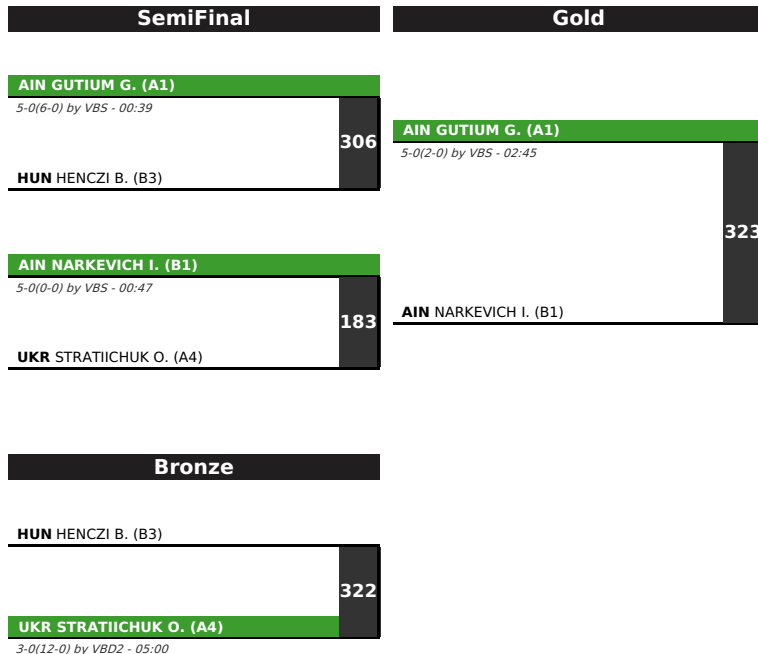 SemiFinal
Gold
AIN GUTIUM G. (A1)
5-0(6-0) by VBS - 00:39
306
HUN HENCZI B. (B3)
AIN GUTIUM G. (A1)
5-0(2-0) by VBS - 02:45
323
AIN NARKEVICH I. (B1)
AIN NARKEVICH I. (B1)
5-0(0-0) by VBS - 00:47
183
UKR STRATIICHUK O. (A4)
Bronze
HUN HENCZI B. (B3)
322
UKR STRATIICHUK O. (A4)
3-0(12-0) by VBD2 - 05:00